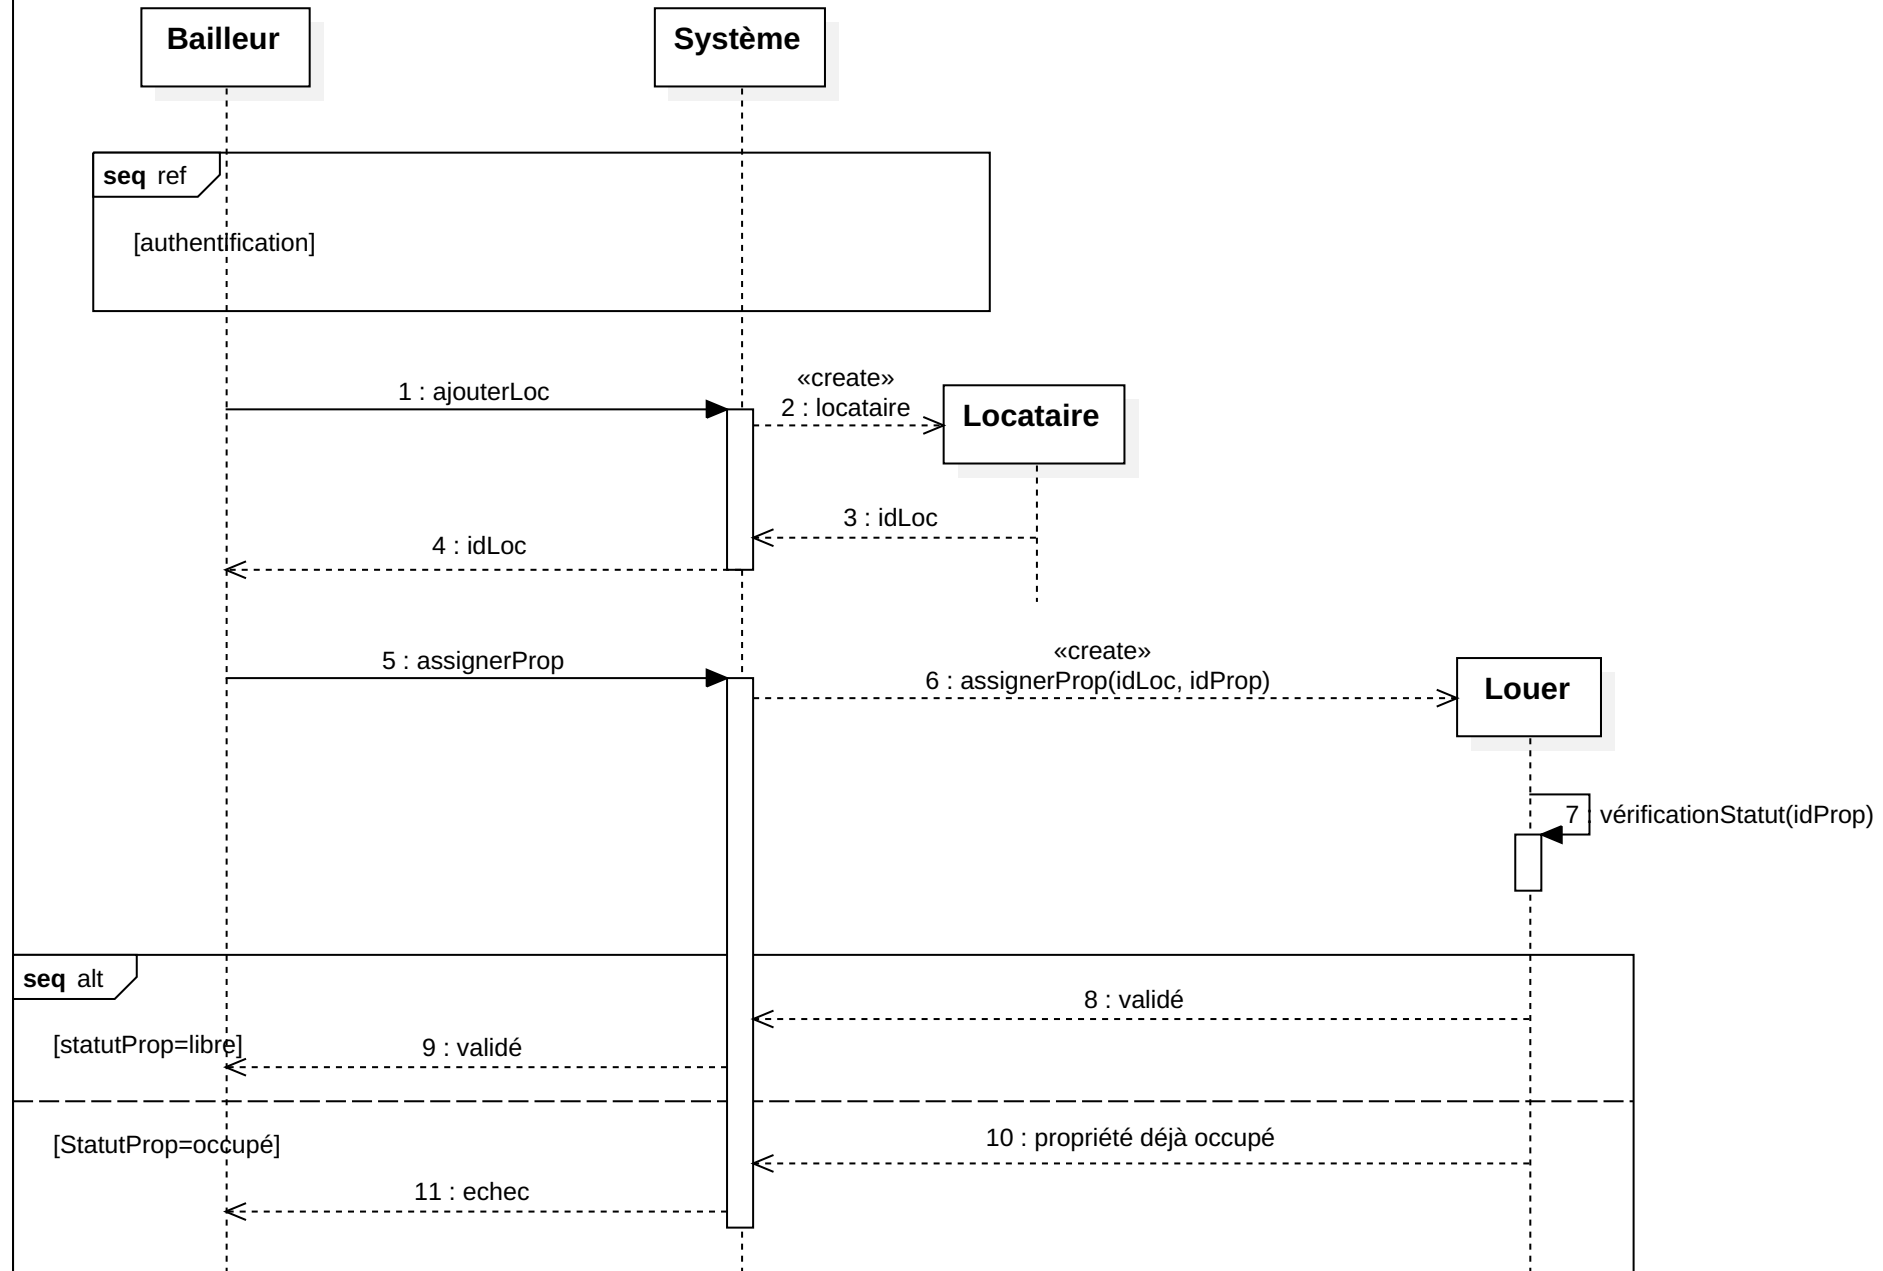 Bailleur
Système
seq ref
[authentification]
1 : ajouterLoc
«create»
2 : locataire
Locataire
3 : idLoc
4 : idLoc
5 : assignerProp
«create»
6 : assignerProp(idLoc, idProp)
Louer
7 : vérificationStatut(idProp)
seq alt
8 : validé
[statutProp=libre]
9 : validé
[StatutProp=occupé]
10 : propriété déjà occupé
11 : echec